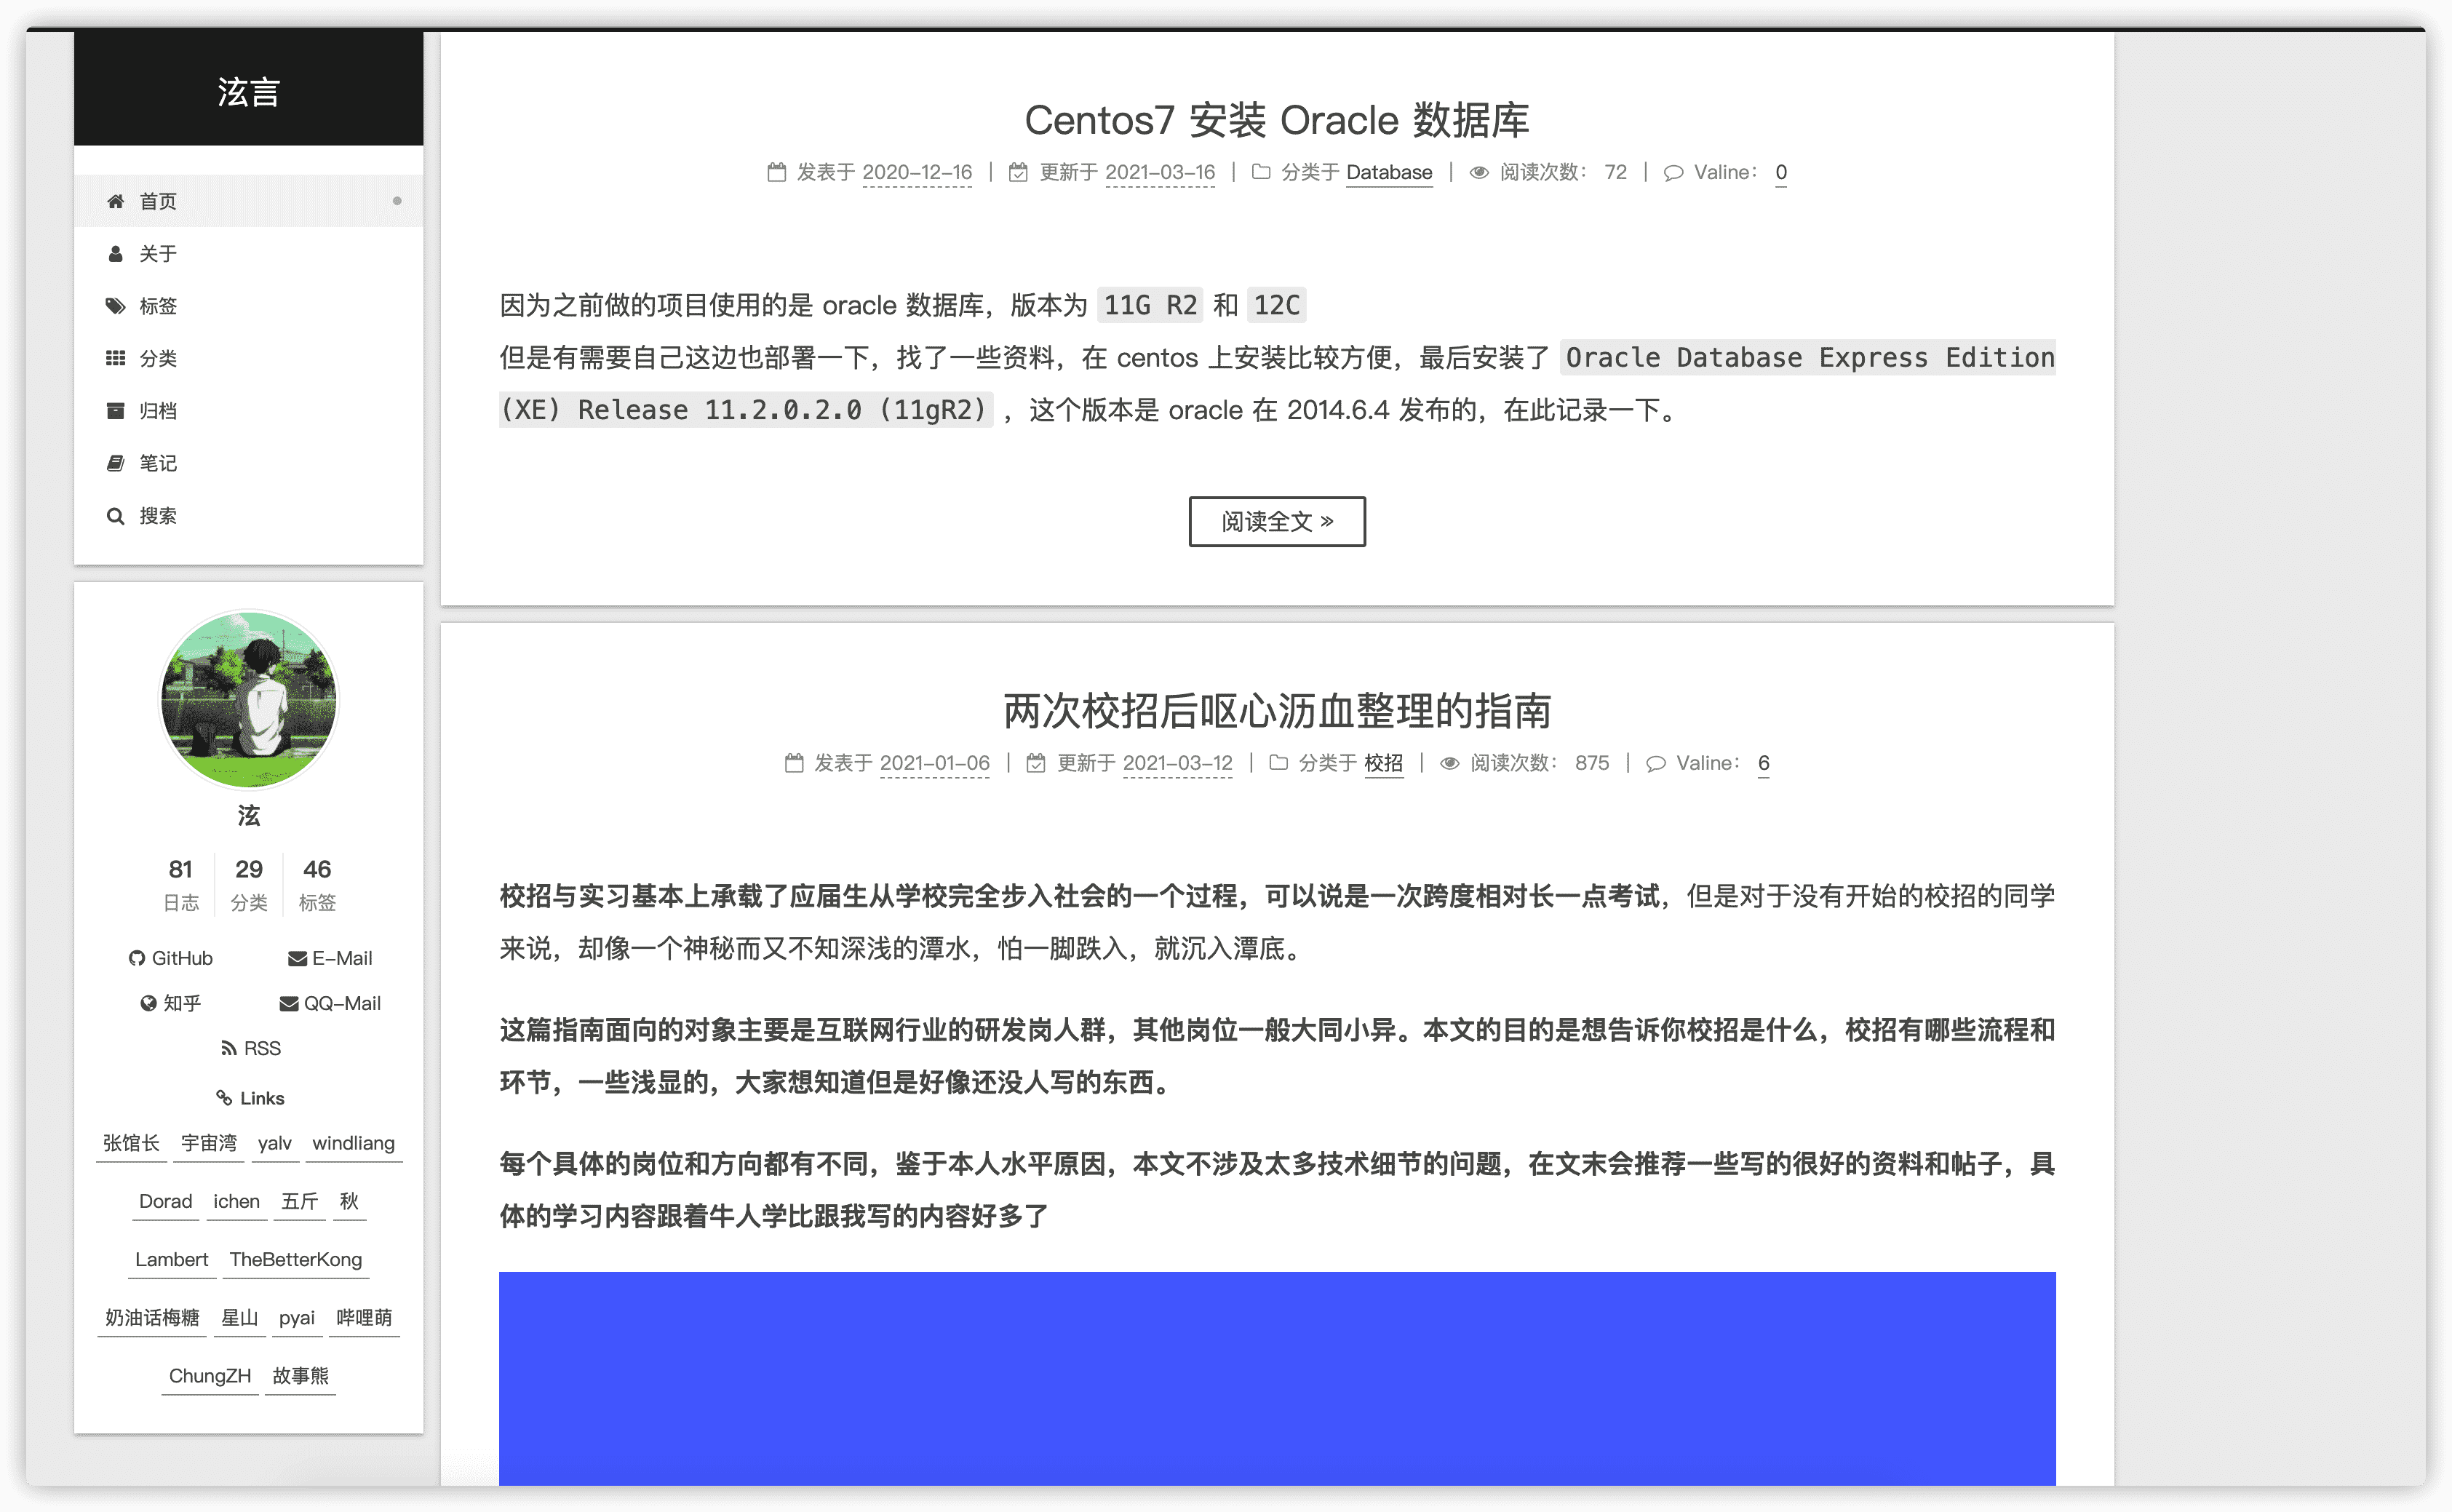 泫言
首页
关于
标签
分类
归档
笔记
搜索
泫
81 29 46
日志 分类 标签
GitHub E-Mail
知乎 QQ-Mail
RSS
Links
张馆长 宇宙湾 yalv windliang
Dorad ichen 五斤 秋
Lambert TheBetterKong
奶油话梅糖 星山 pyai 哔哩萌
ChungZH 故事熊
Centos7 安装 Oracle 数据库
发表于 2020-12-16 | 更新于 2021-03-16 | 分类于 Database | 阅读次数： 72 | Valine： 0
因为之前做的项目使用的是 oracle 数据库，版本为 11G R2 和 12C
但是有需要自己这边也部署一下，找了一些资料，在 centos 上安装比较方便，最后安装了 Oracle Database Express Edition
(XE) Release 11.2.0.2.0 (11gR2) ，这个版本是 oracle 在 2014.6.4 发布的，在此记录一下。
阅读全文 »
两次校招后呕心沥血整理的指南
发表于 2021-01-06 | 更新于 2021-03-12 | 分类于 校招 | 阅读次数： 875 | Valine： 6
校招与实习基本上承载了应届生从学校完全步入社会的一个过程，可以说是一次跨度相对长一点考试，但是对于没有开始的校招的同学
来说，却像一个神秘而又不知深浅的潭水，怕一脚跌入，就沉入潭底。
这篇指南面向的对象主要是互联网行业的研发岗人群，其他岗位一般大同小异。本文的目的是想告诉你校招是什么，校招有哪些流程和
环节，一些浅显的，大家想知道但是好像还没人写的东西。
每个具体的岗位和方向都有不同，鉴于本人水平原因，本文不涉及太多技术细节的问题，在文末会推荐一些写的很好的资料和帖子，具
体的学习内容跟着牛人学比跟我写的内容好多了